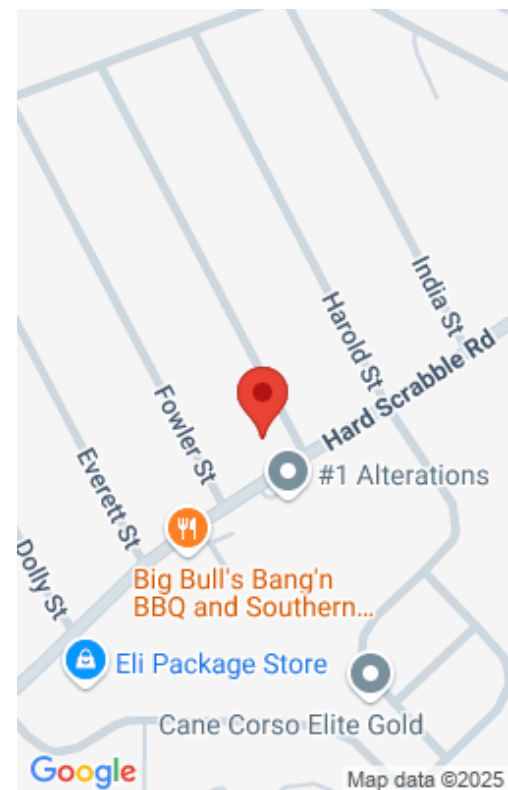 India St
Harold St
Hard Scrabble Rd
Fowler St
#1 Alterations
Everett St
Dolly St
Big Bull's Bang'n
BBQ and Southern...
Eli Package Store
Cane Corso Elite Gold
Google
Map data ©2025